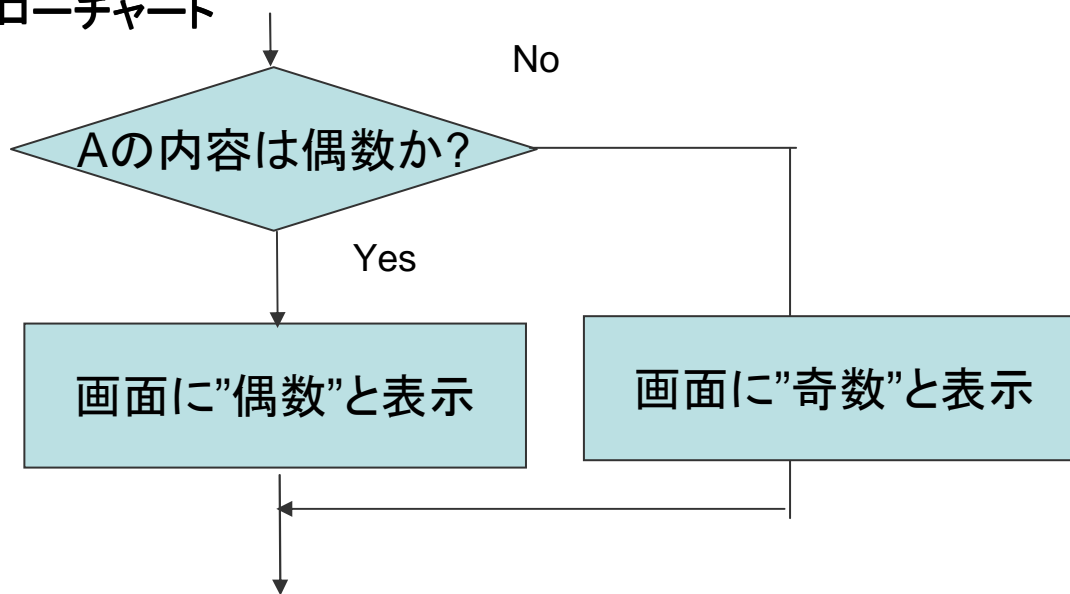 ローチャート
No
Aの内容は偶数か?
Yes
画面に”偶数”と表示
画面に”奇数”と表示